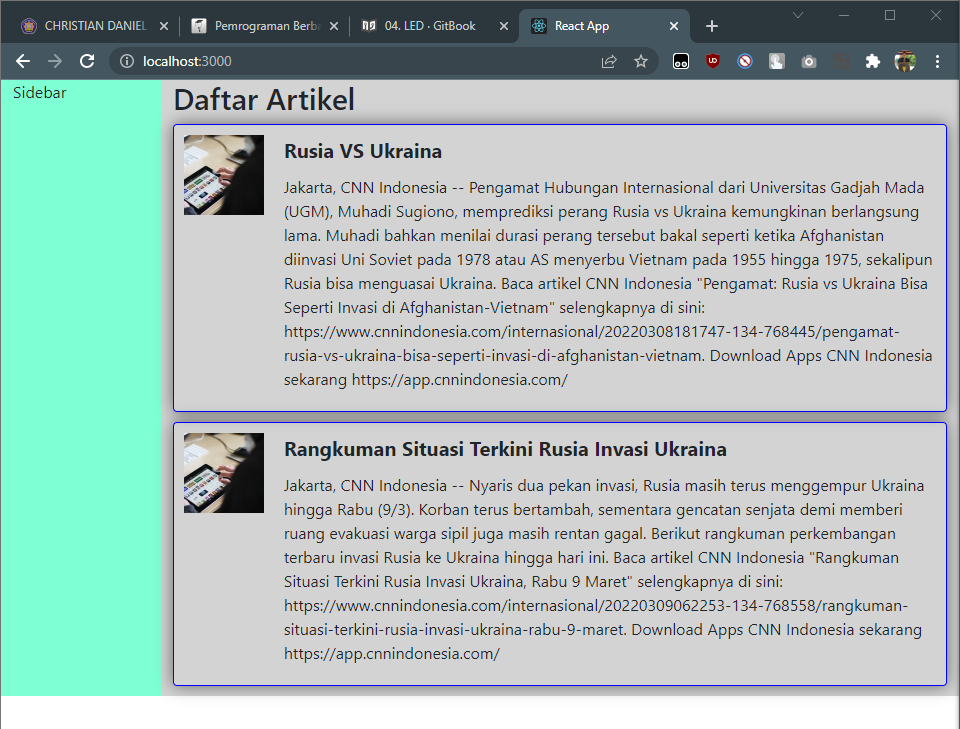 CHRISTIAN DANIEL
Pemrograman Berba
04. LED · GitBook
React App
localhost:3000
Sidebar
Daftar Artikel
Rusia VS Ukraina
Jakarta, CNN Indonesia -- Pengamat Hubungan Internasional dari Universitas Gadjah Mada
(UGM), Muhadi Sugiono, memprediksi perang Rusia vs Ukraina kemungkinan berlangsung
lama. Muhadi bahkan menilai durasi perang tersebut bakal seperti ketika Afghanistan
diinvasi Uni Soviet pada 1978 atau AS menyerbu Vietnam pada 1955 hingga 1975, sekalipun
Rusia bisa menguasai Ukraina. Baca artikel CNN Indonesia "Pengamat: Rusia vs Ukraina Bisa
Seperti Invasi di Afghanistan-Vietnam" selengkapnya di sini:
https://www.cnnindonesia.com/internasional/20220308181747-134-768445/pengamat-
rusia-vs-ukraina-bisa-seperti-invasi-di-afghanistan-vietnam. Download Apps CNN Indonesia
sekarang https://app.cnnindonesia.com/
Rangkuman Situasi Terkini Rusia Invasi Ukraina
Jakarta, CNN Indonesia -- Nyaris dua pekan invasi, Rusia masih terus menggempur Ukraina
hingga Rabu (9/3). Korban terus bertambah, sementara gencatan senjata demi memberi
ruang evakuasi warga sipil juga masih rentan gagal. Berikut rangkuman perkembangan
terbaru invasi Rusia ke Ukraina hingga hari ini. Baca artikel CNN Indonesia "Rangkuman
Situasi Terkini Rusia Invasi Ukraina, Rabu 9 Maret" selengkapnya di sini:
https://www.cnnindonesia.com/internasional/20220309062253-134-768558/rangkuman-
situasi-terkini-rusia-invasi-ukraina-rabu-9-maret. Download Apps CNN Indonesia sekarang
https://app.cnnindonesia.com/